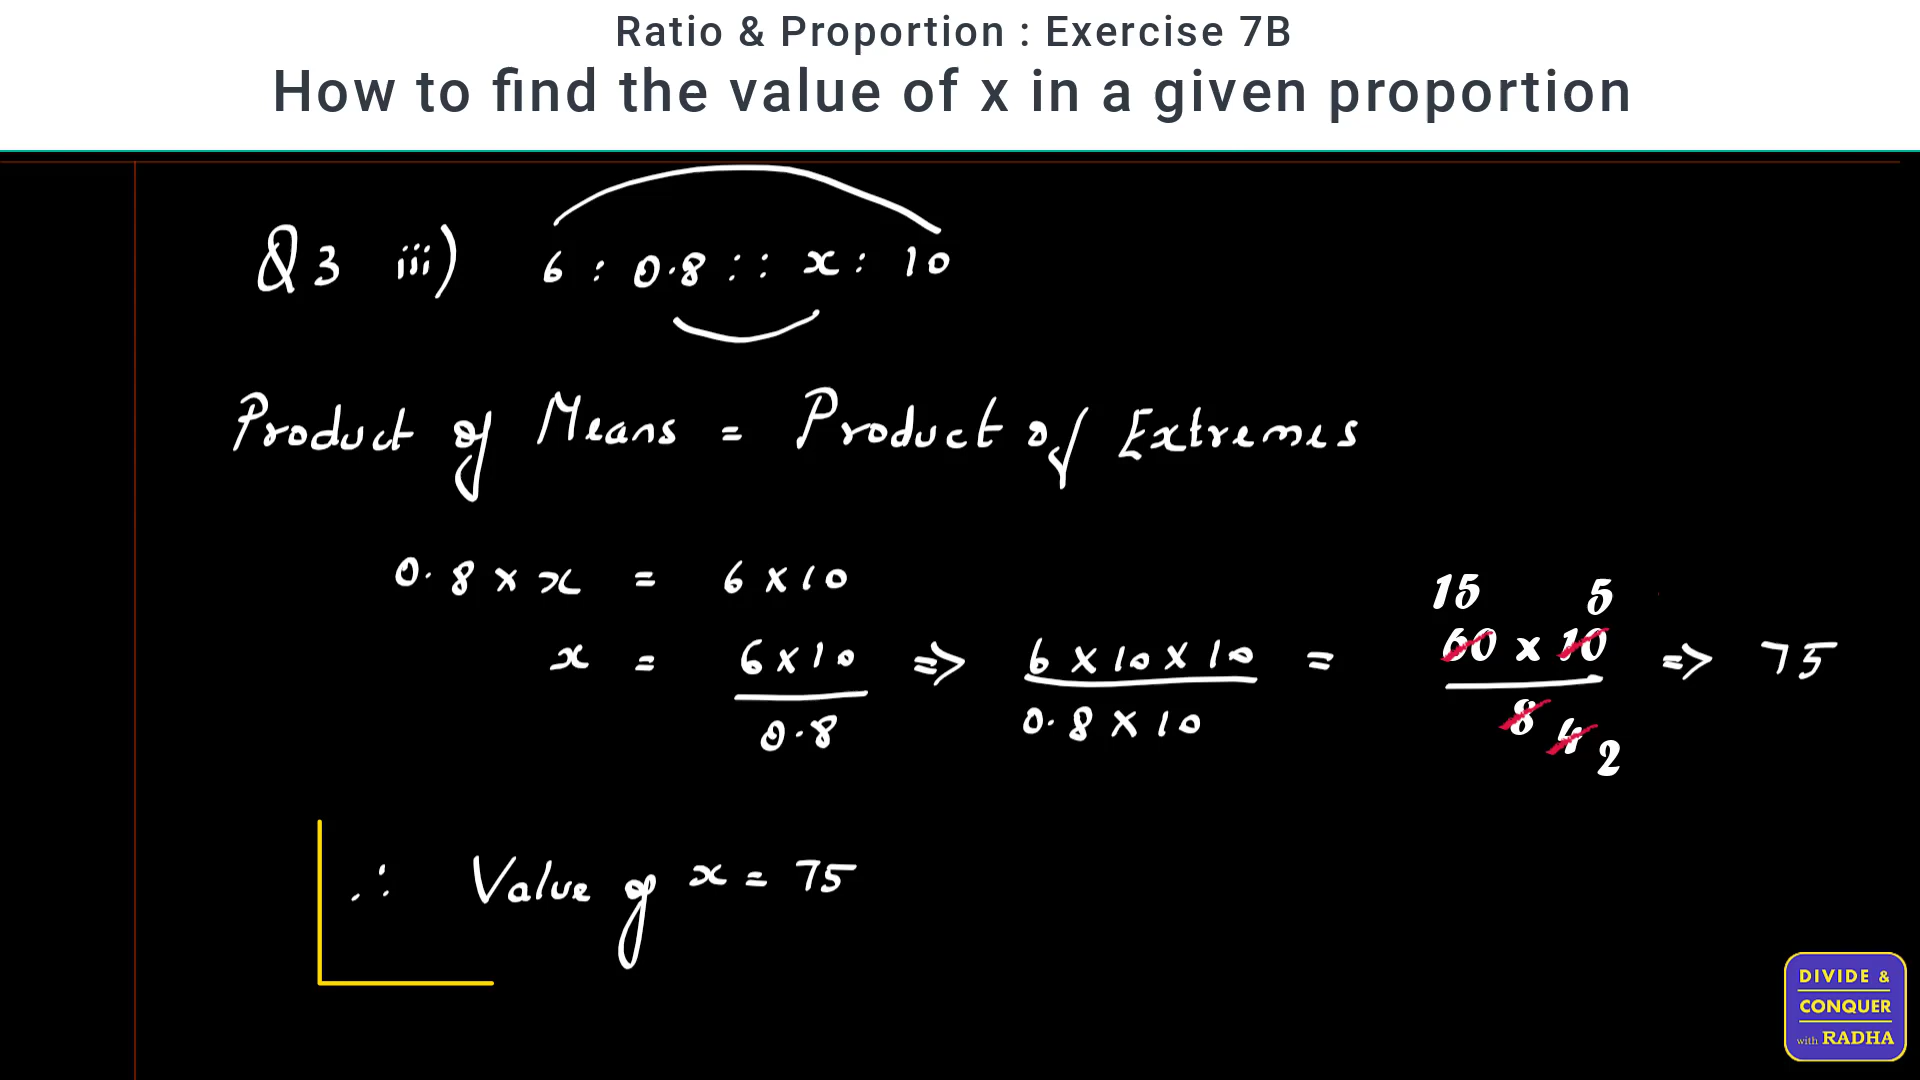 Ratio & Proportion : Exercise 7B
How to find the value of x in a given proportion
Q3 iii) 6 : 0.8 :: x : 10
Product of Means = Product of Extremes
0.8 × x = 6 × 10
15 5
x = 6×10 ⇒ 6 × 10 × 10 = 60 x 10 ⇒ 75
0.8 0.8 × 10 8 4 2
∴ Value of x = 75
DIVIDE &
CONQUER
with RADHA